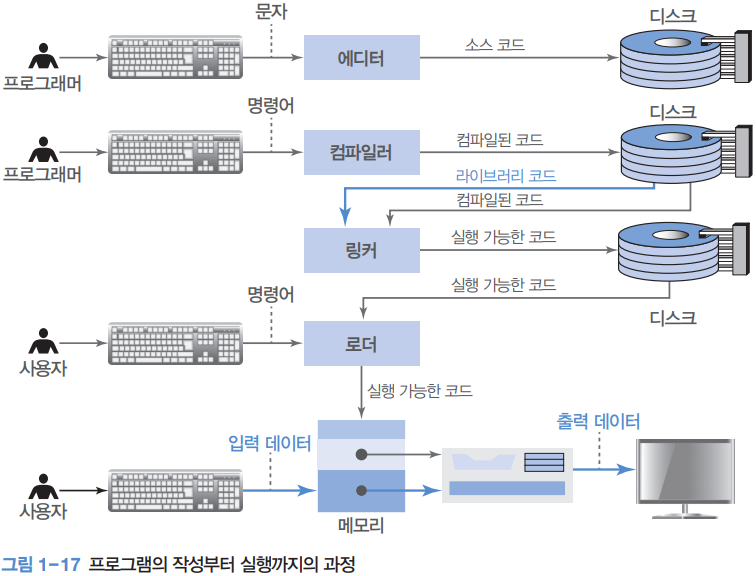 문자
디스크
프로그래머
에디터
소스 코드
명령어
디스크
프로그래머
컴파일러
컴파일된 코드
라이브러리 코드
컴파일된 코드
링커
실행 가능한 코드
명령어
실행 가능한 코드
디스크
사용자
로더
실행 가능한 코드
입력 데이터
출력 데이터
사용자
메모리
그림 1-17 프로그램의 작성부터 실행까지의 과정